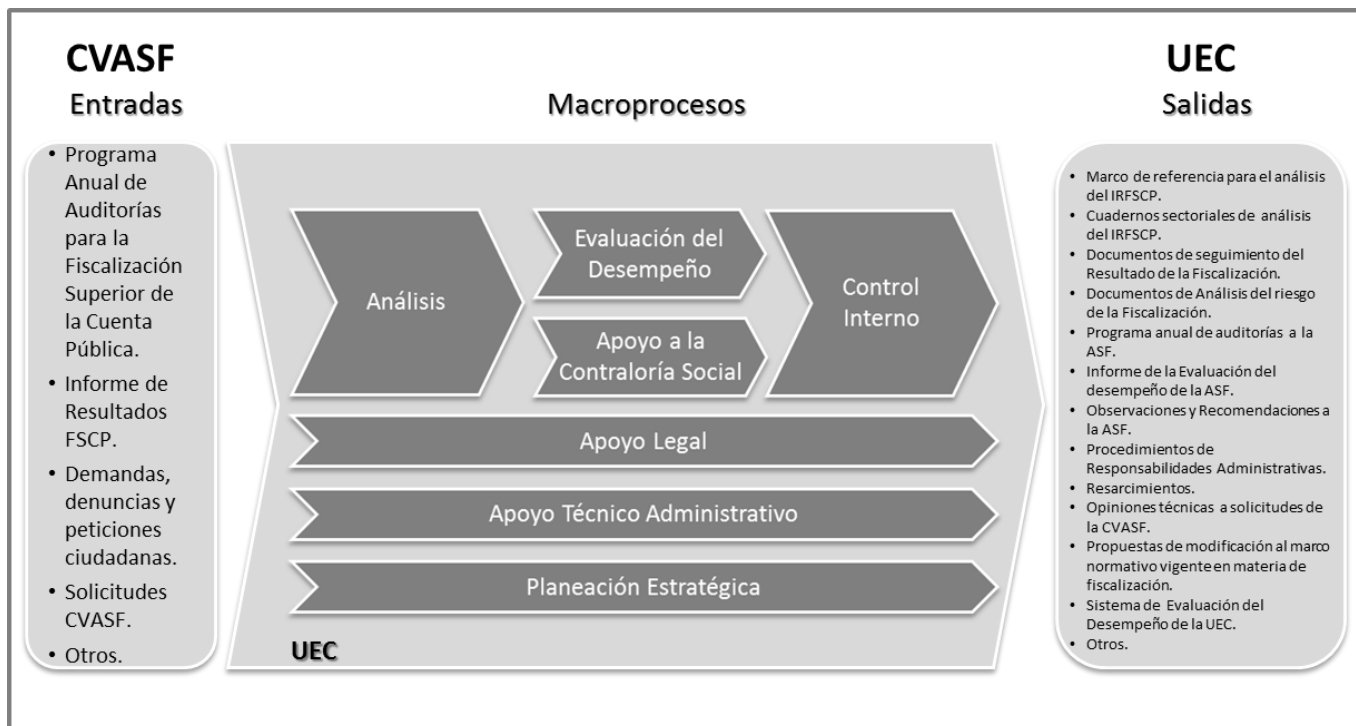 CVASF
Entradas
Macroprocesos
UEC
Salidas
• Programa
Anual de
Auditorías
para la
Fiscalización
Superior de
la Cuenta
Pública.
• Informe de
Resultados
FSCP.
• Demandas,
denuncias y
peticiones
ciudadanas.
• Solicitudes
CVASF.
• Otros.
Análisis
Evaluación del
Desempeño
Apoyo a la
Contraloría Social
Control
Interno
Apoyo Legal
Apoyo Técnico Administrativo
Planeación Estratégica
UEC
• Marco de referencia para el análisis
del IRFSCP.
• Cuadernos sectoriales de análisis
del IRFSCP.
• Documentos de seguimiento del
Resultado de la Fiscalización.
• Documentos de Análisis del riesgo
de la Fiscalización.
• Programa anual de auditorías a la
ASF.
• Informe de la Evaluación del
desempeño de la ASF.
• Observaciones y Recomendaciones a
la ASF.
• Procedimientos de
Responsabilidades Administrativas.
• Resarcimientos.
• Opiniones técnicas a solicitudes de
la CVASF.
• Propuestas de modificación al marco
normativo vigente en materia de
fiscalización.
• Sistema de Evaluación del
Desempeño de la UEC.
• Otros.